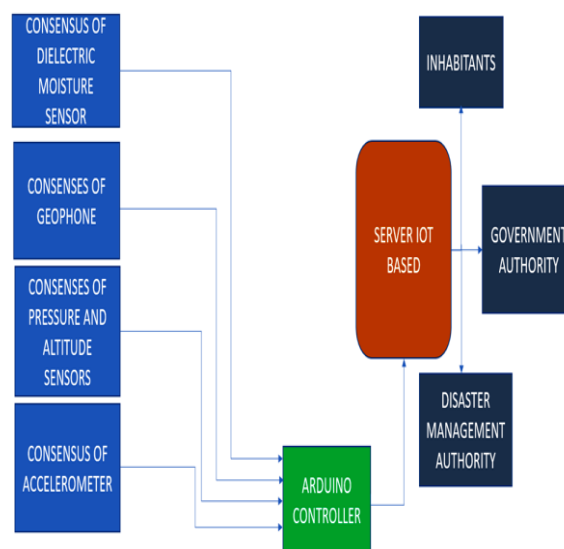 CONSENSUS OF
DIELECTRIC
MOISTURE
SENSOR
CONSENSES OF
GEOPHONE
CONSENSES OF
PRESSURE AND
ALTITUDE
SENSORS
CONSENSUS OF
ACCELEROMETER
ARDUINO
CONTROLLER
SERVER IOT
BASED
INHABITANTS
GOVERNMENT
AUTHORITY
DISASTER
MANAGEMENT
AUTHORITY